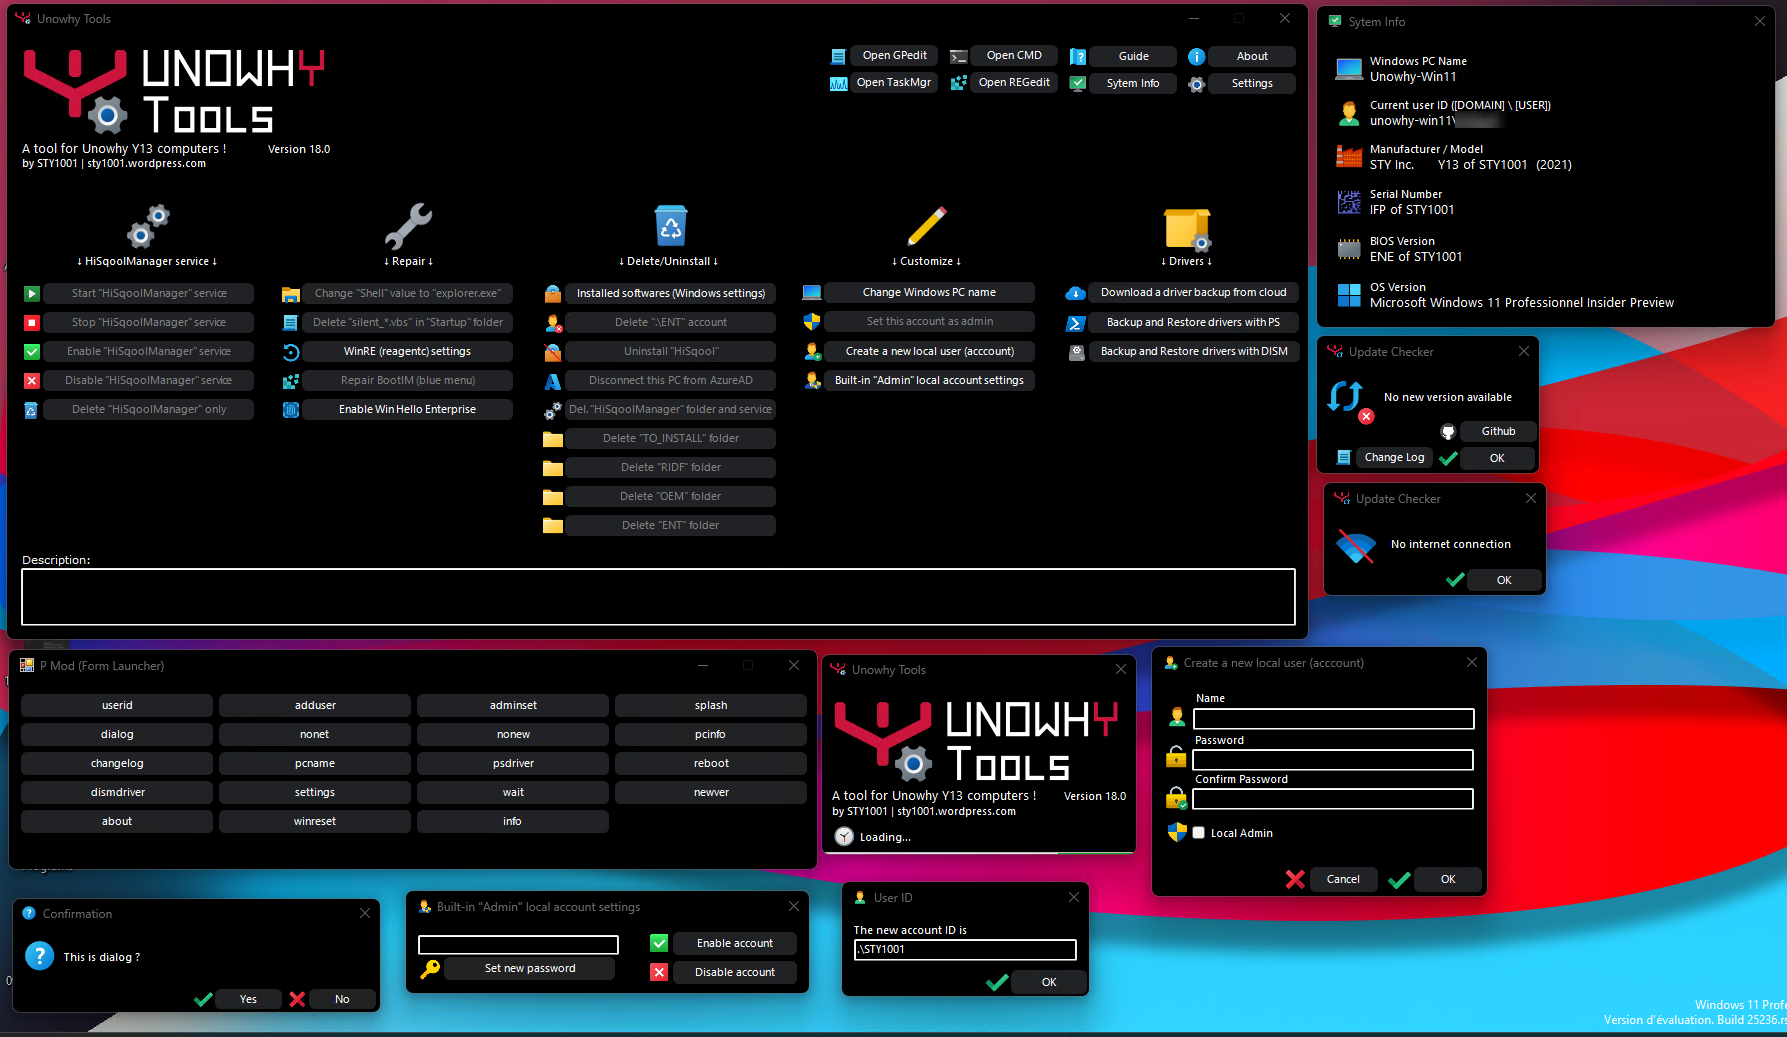 Unowhy Tools
UNOWHY
TOOLS
A tool for Unowhy Y13 computers !
Version 18.0
by STY1001 | sty1001.wordpress.com
Open GPedit
Open CMD
Guide
About
Open TaskMgr
Open REGedit
Sytem Info
Settings
↓ HiSqoolManager service ↓
Start "HiSqoolManager" service
Stop "HiSqoolManager" service
Enable "HiSqoolManager" service
Disable "HiSqoolManager" service
Delete "HiSqoolManager" only
↓ Repair ↓
Change "Shell" value to "explorer.exe"
Delete "silent_*.vbs" in "Startup" folder
WinRE (reagentc) settings
Repair BootIM (blue menu)
Enable Win Hello Enterprise
↓ Delete/Uninstall ↓
Installed softwares (Windows settings)
Delete ".\ENT" account
Uninstall "HiSqool"
Disconnect this PC from AzureAD
Del. "HiSqoolManager" folder and service
Delete "TO_INSTALL" folder
Delete "RIDF" folder
Delete "OEM" folder
Delete "ENT" folder
↓ Customize ↓
Change Windows PC name
Set this account as admin
Create a new local user (acccount)
Built-in "Admin" local account settings
↓ Drivers ↓
Download a driver backup from cloud
Backup and Restore drivers with PS
Backup and Restore drivers with DISM
Description:
Sytem Info
Windows PC Name
Unowhy-Win11
Current user ID ([DOMAIN] \ [USER])
unowhy-win11\
Manufacturer / Model
STY Inc. Y13 of STY1001 (2021)
Serial Number
IFP of STY1001
BIOS Version
ENE of STY1001
OS Version
Microsoft Windows 11 Professionnel Insider Preview
Update Checker
No new version available
Github
Change Log
OK
Update Checker
No internet connection
OK
P Mod (Form Launcher)
userid
adduser
adminset
splash
dialog
nonet
nonew
pcinfo
changelog
pcname
psdriver
reboot
dismdriver
settings
wait
newver
about
winreset
info
Unowhy Tools
UNOWHY
TOOLS
A tool for Unowhy Y13 computers !
Version 18.0
by STY1001 | sty1001.wordpress.com
Loading...
Create a new local user (acccount)
Name
Password
Confirm Password
Local Admin
Cancel
OK
Confirmation
This is dialog ?
Yes
No
Built-in "Admin" local account settings
Set new password
Enable account
Disable account
User ID
The new account ID is
.\STY1001
OK
Windows 11 Profe
Version d'évaluation. Build 25236.rs